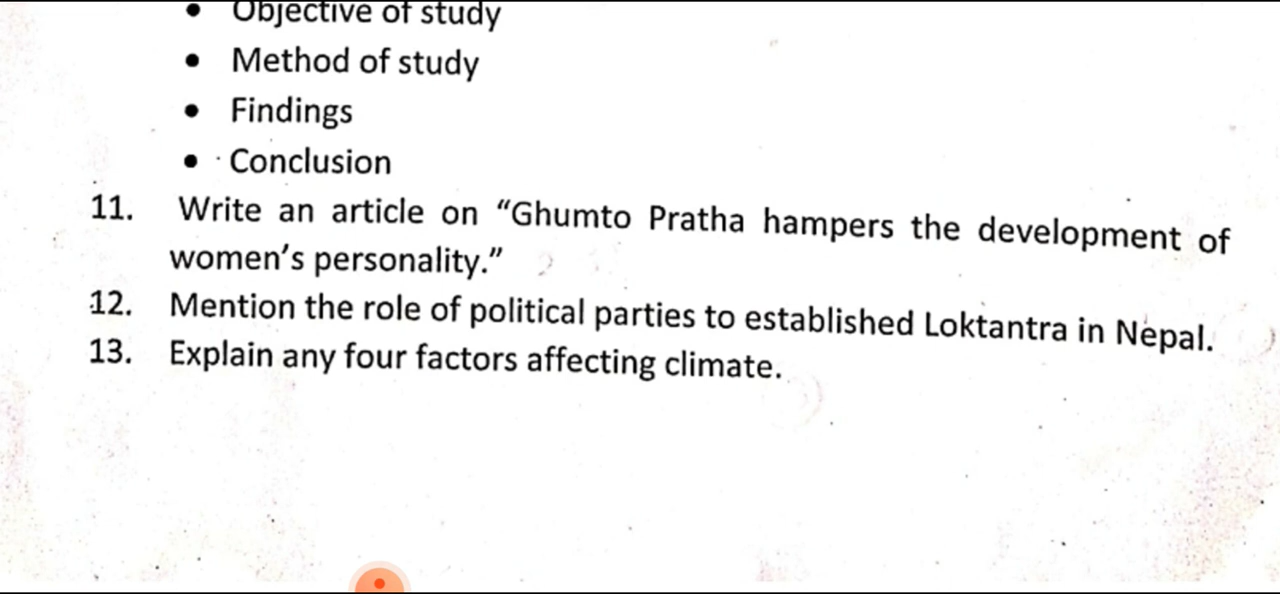 • Objective of study
• Method of study
• Findings
• Conclusion
11. Write an article on “Ghumto Pratha hampers the development of
women’s personality.”
12. Mention the role of political parties to established Loktantra in Nepal.
13. Explain any four factors affecting climate.